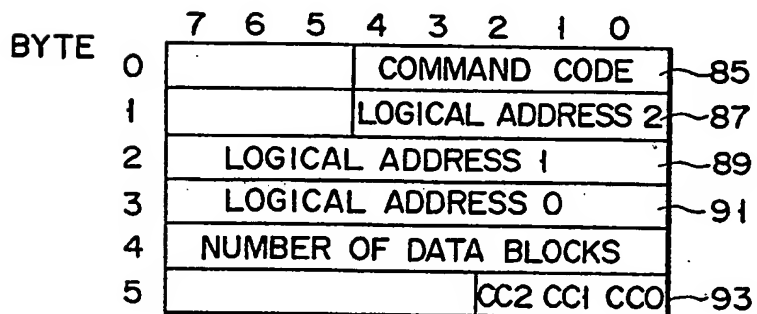 7 6 5 4 3 2 1 0
BYTE
0 COMMAND CODE 85
1 LOGICAL ADDRESS 2 87
2 LOGICAL ADDRESS 1 89
3 LOGICAL ADDRESS 0 91
4 NUMBER OF DATA BLOCKS
5 CC2 CC1 CC0 93